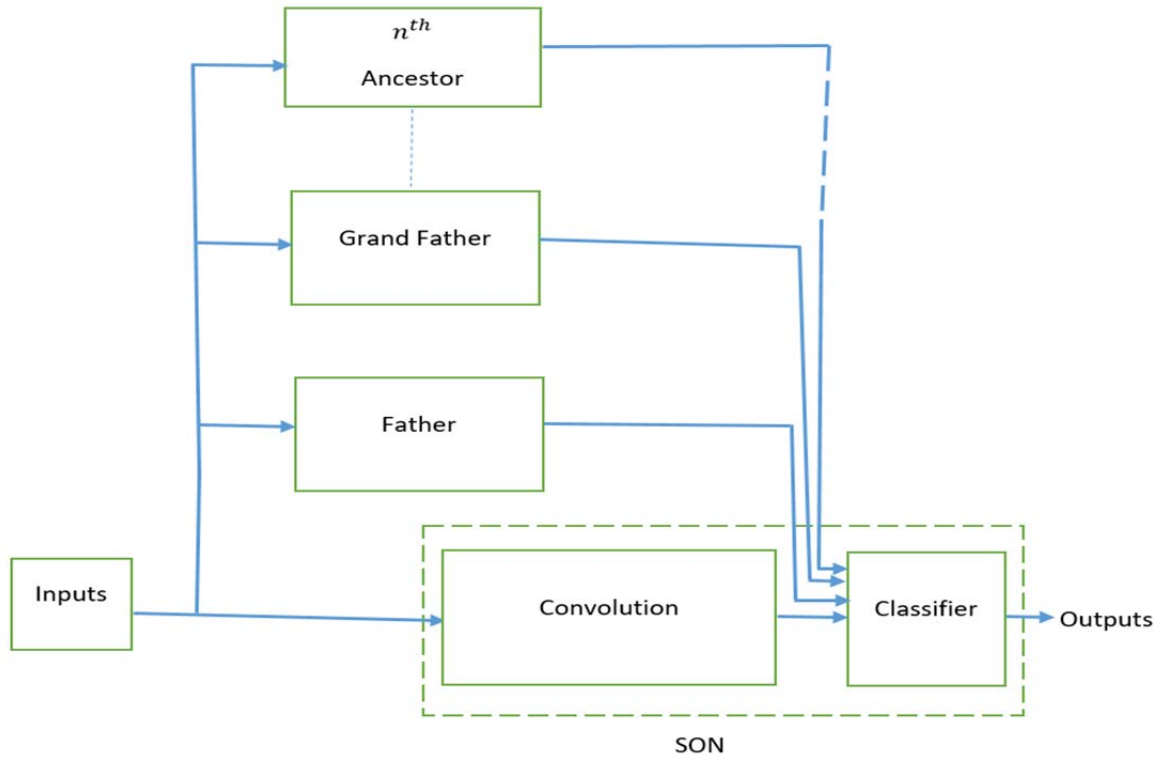 n^{th}
Ancestor
Grand Father
Father
Inputs
Convolution
Classifier
Outputs
SON